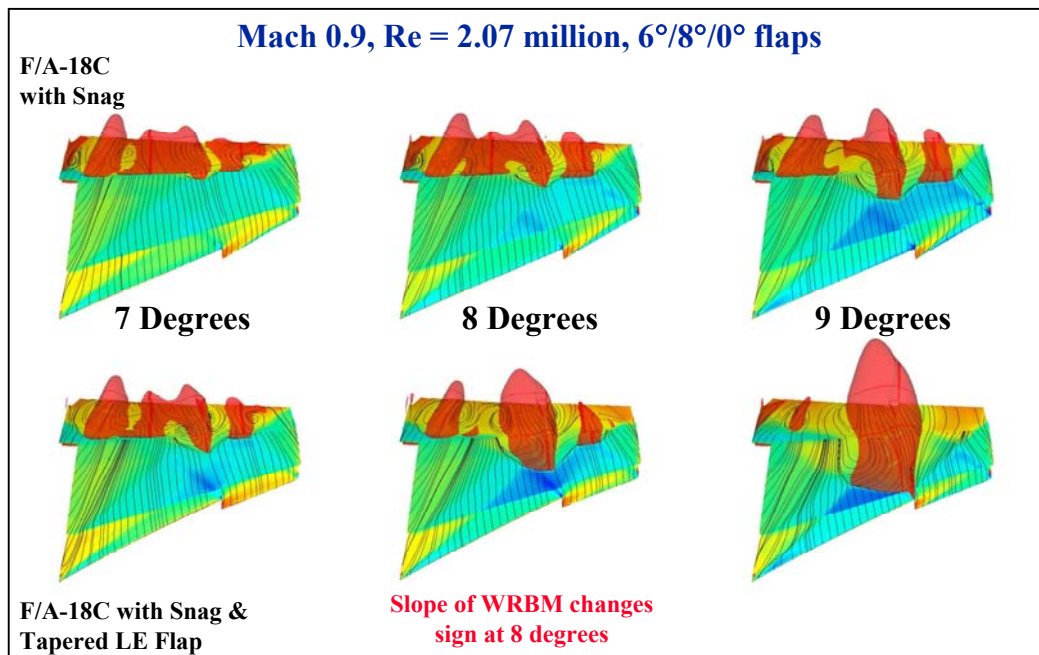 Mach 0.9, Re = 2.07 million, 6°/8°/0° flaps
F/A-18C
with Snag
7 Degrees
8 Degrees
9 Degrees
F/A-18C with Snag &
Tapered LE Flap
Slope of WRBM changes
sign at 8 degrees